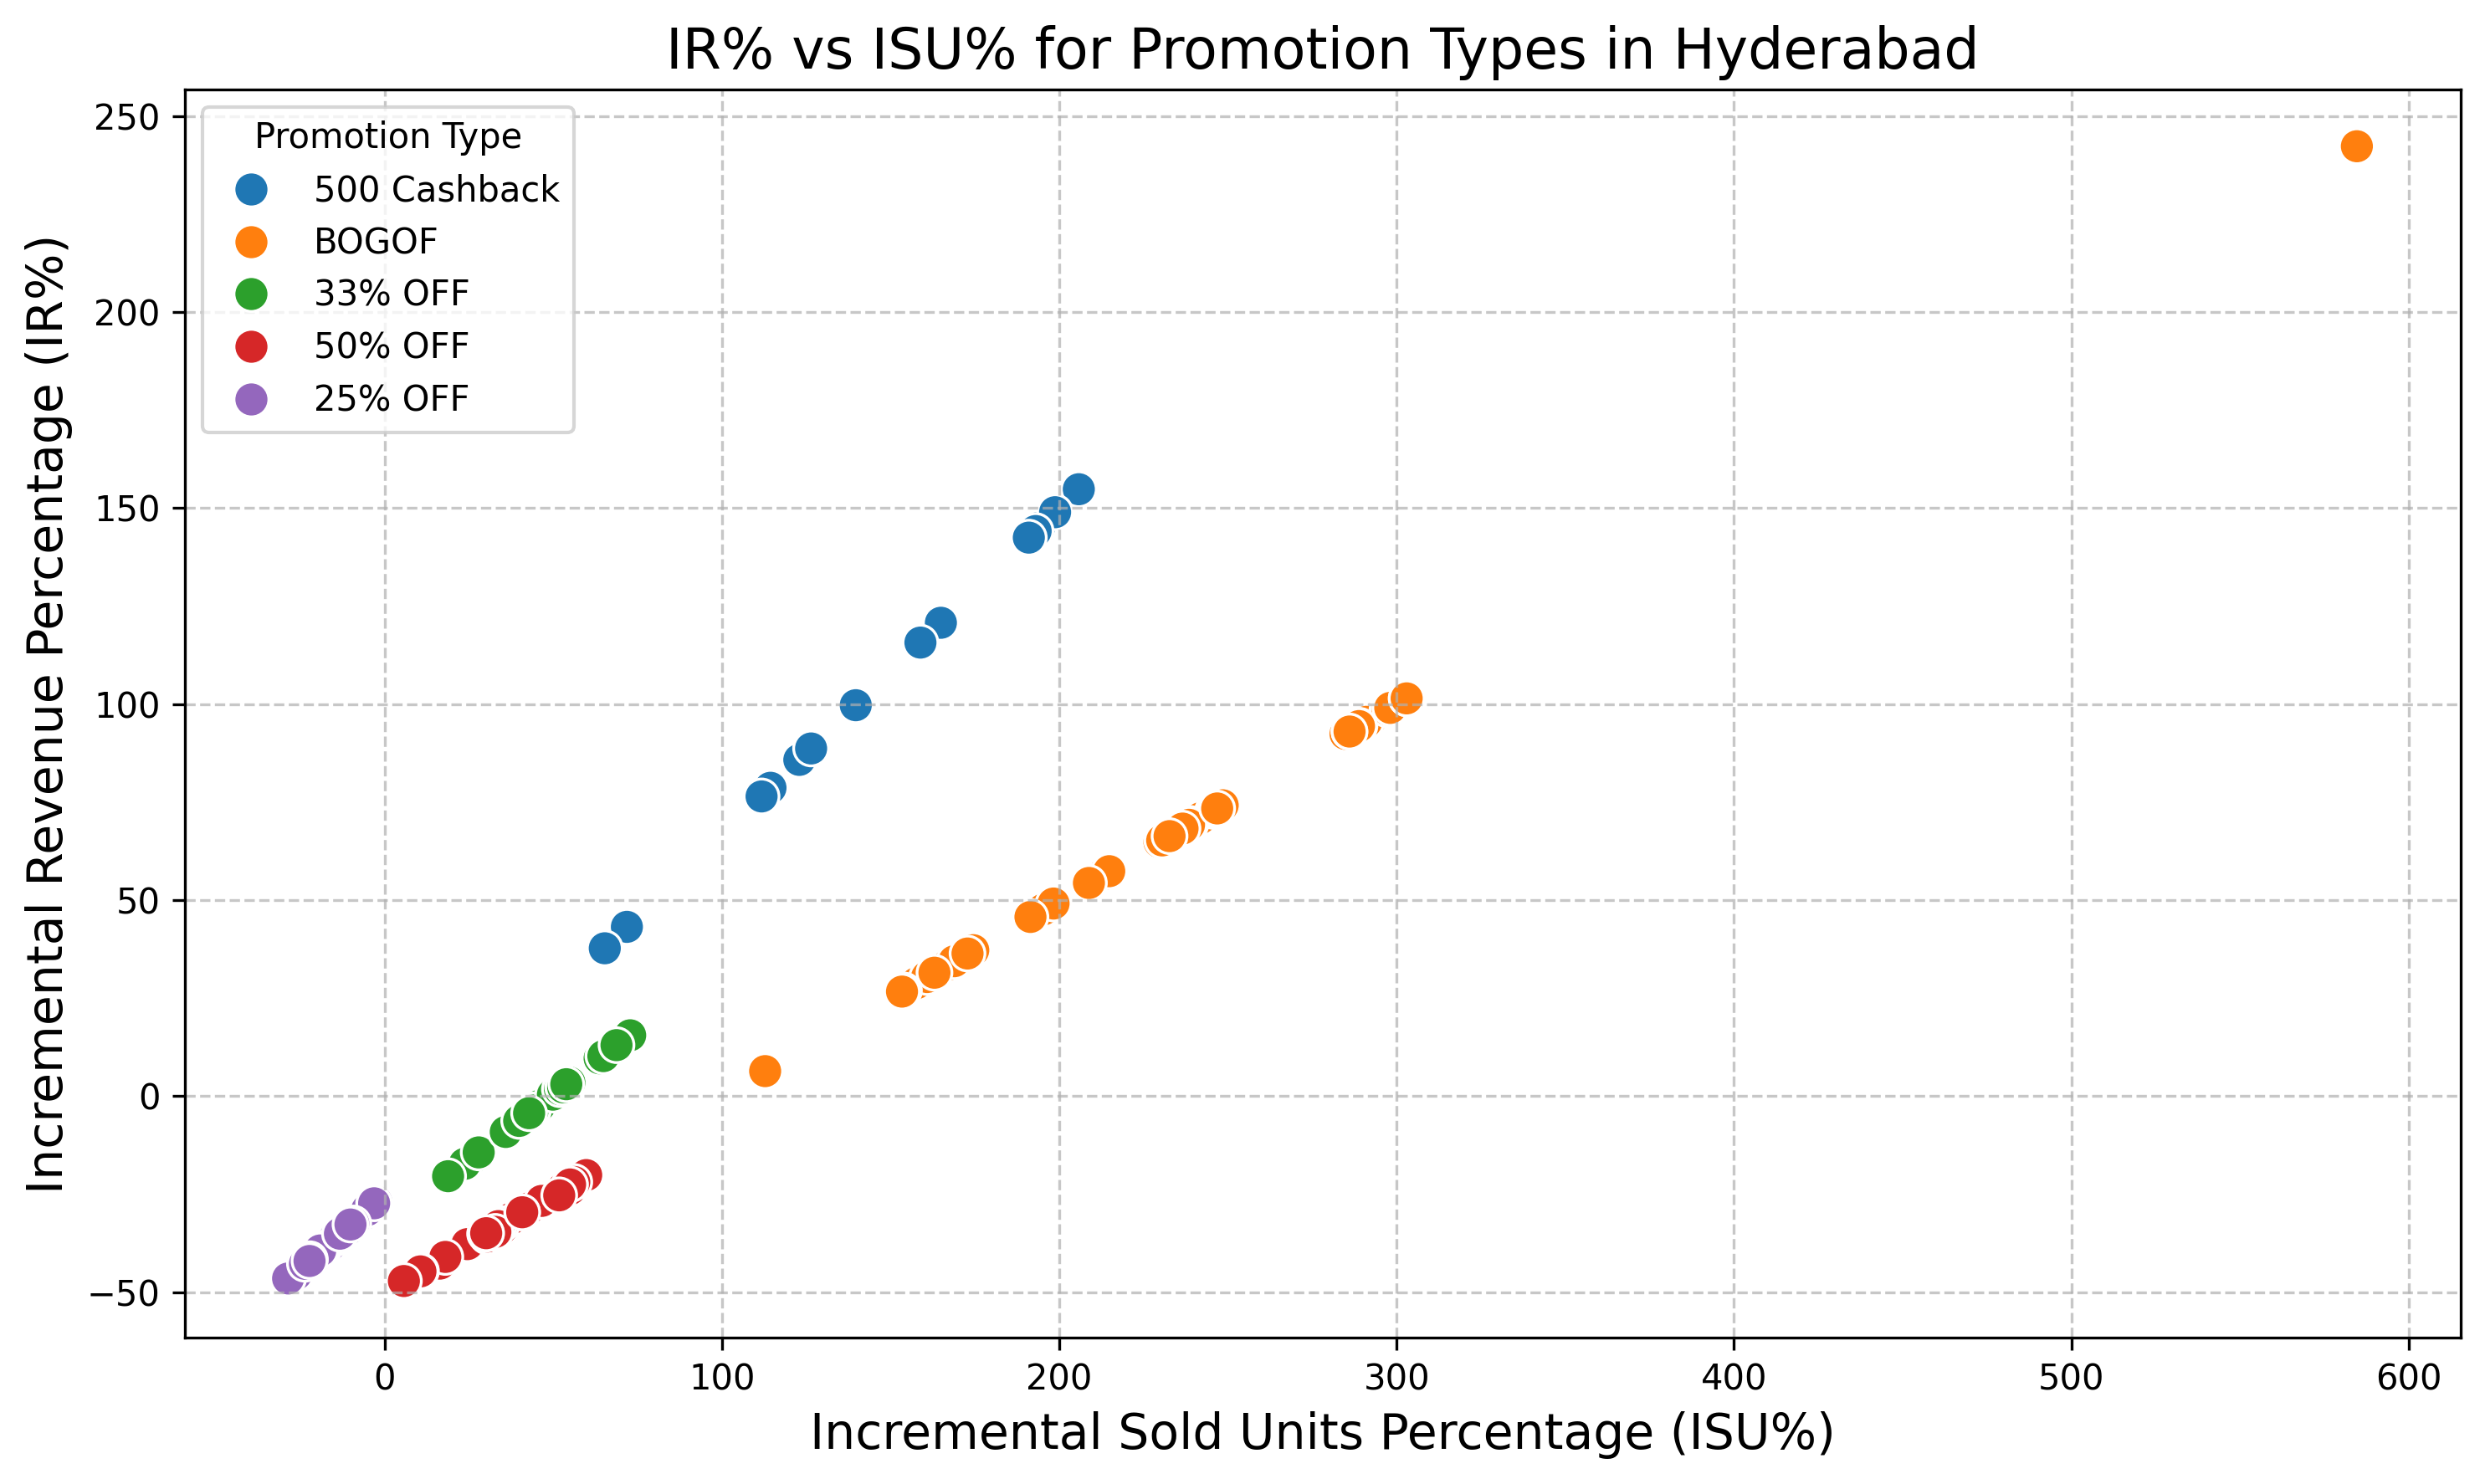 IR% vs ISU% for Promotion Types in Hyderabad
Promotion Type
500 Cashback
BOGOF
33% OFF
50% OFF
25% OFF
Incremental Revenue Percentage (IR%)
250
200
150
100
50
0
−50
0 100 200 300 400 500 600
Incremental Sold Units Percentage (ISU%)